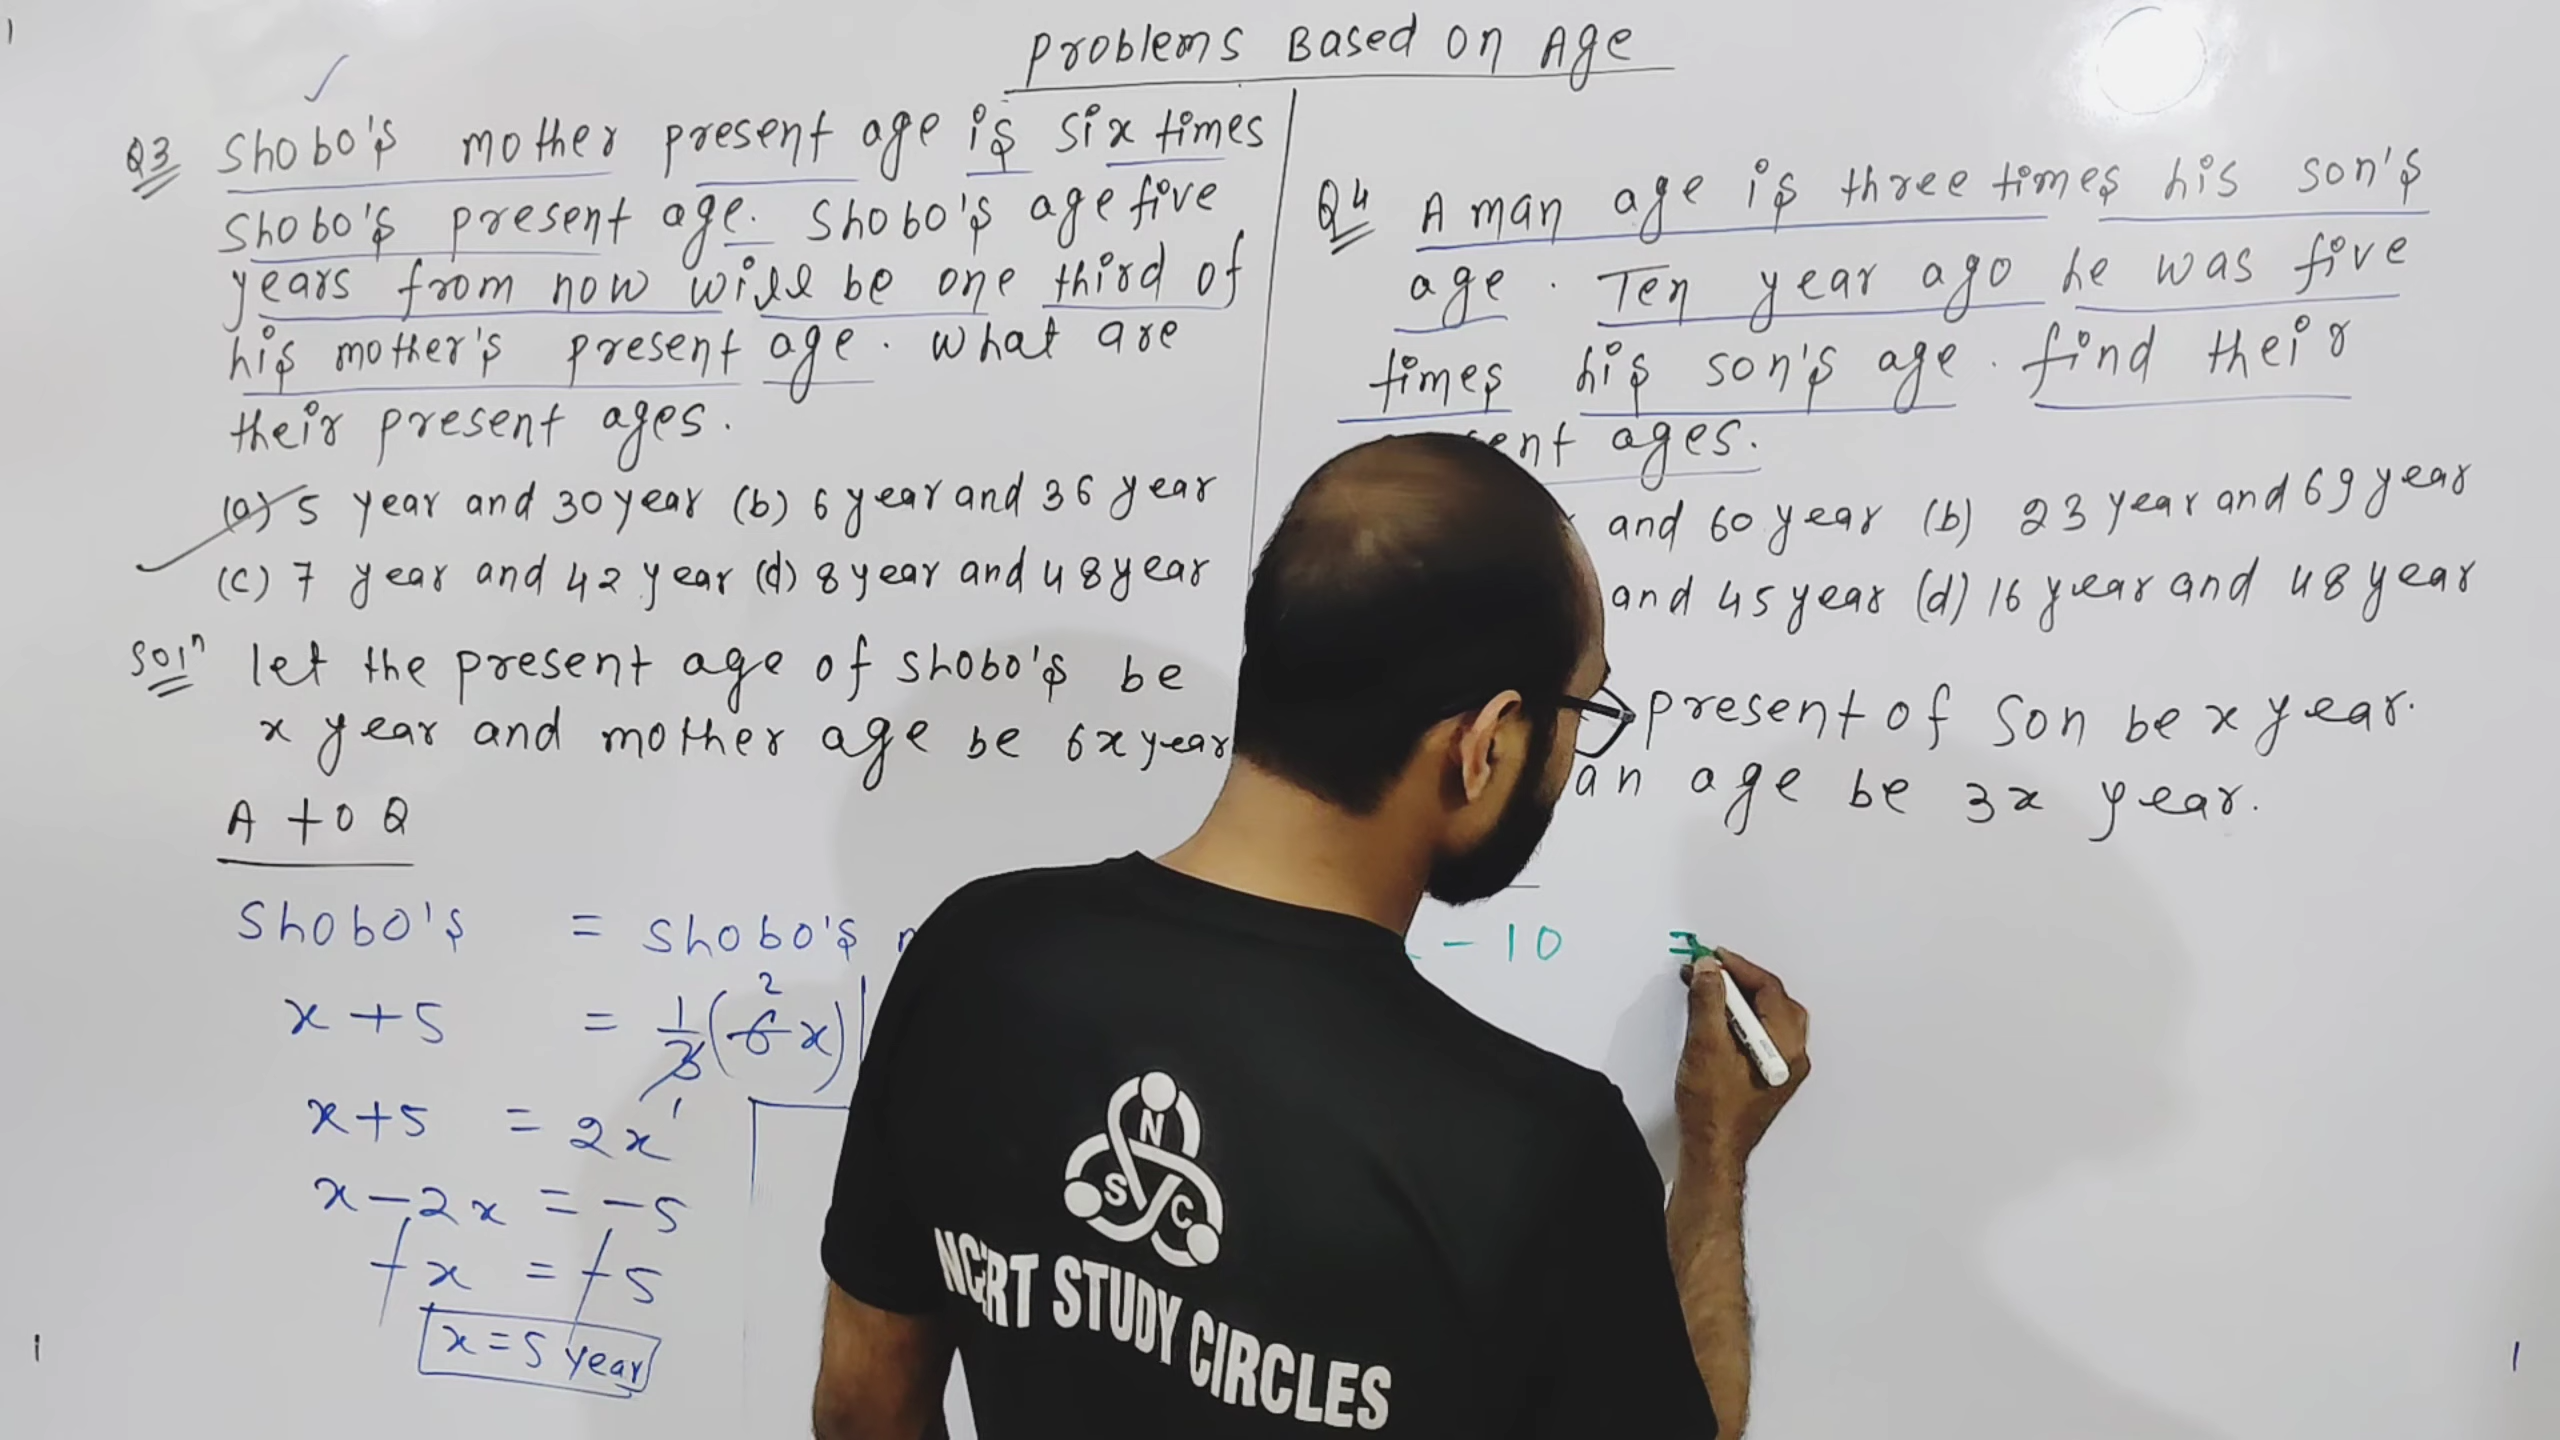 Problems Based on Age
Q3 Shobo's mother present age is six times
Shobo's present age. Shobo's age five
years from now will be one third of
his mother's present age. What are
their present ages.
(a) 5 year and 30 year (b) 6 year and 36 year
(c) 7 year and 42 year (d) 8 year and 48 year
Solⁿ let the present age of shobo's be
x year and mother age be 6x year
A to Q
Shobo's = Shobo's
x + 5 = 1/3 (6x) 2 1
x+5 = 2x
x-2x = -5
-x = -5
x = 5 year
Q4 A man age is three times his son's
age. Ten year ago he was five
times his son's age. find their
ages.
and 60 year (b) 23 year and 69 year
and 45 year (d) 16 year and 48 year
present of Son be x year.
age be 3x year.
- 10 =
N
S C
NCERT STUDY CIRCLES